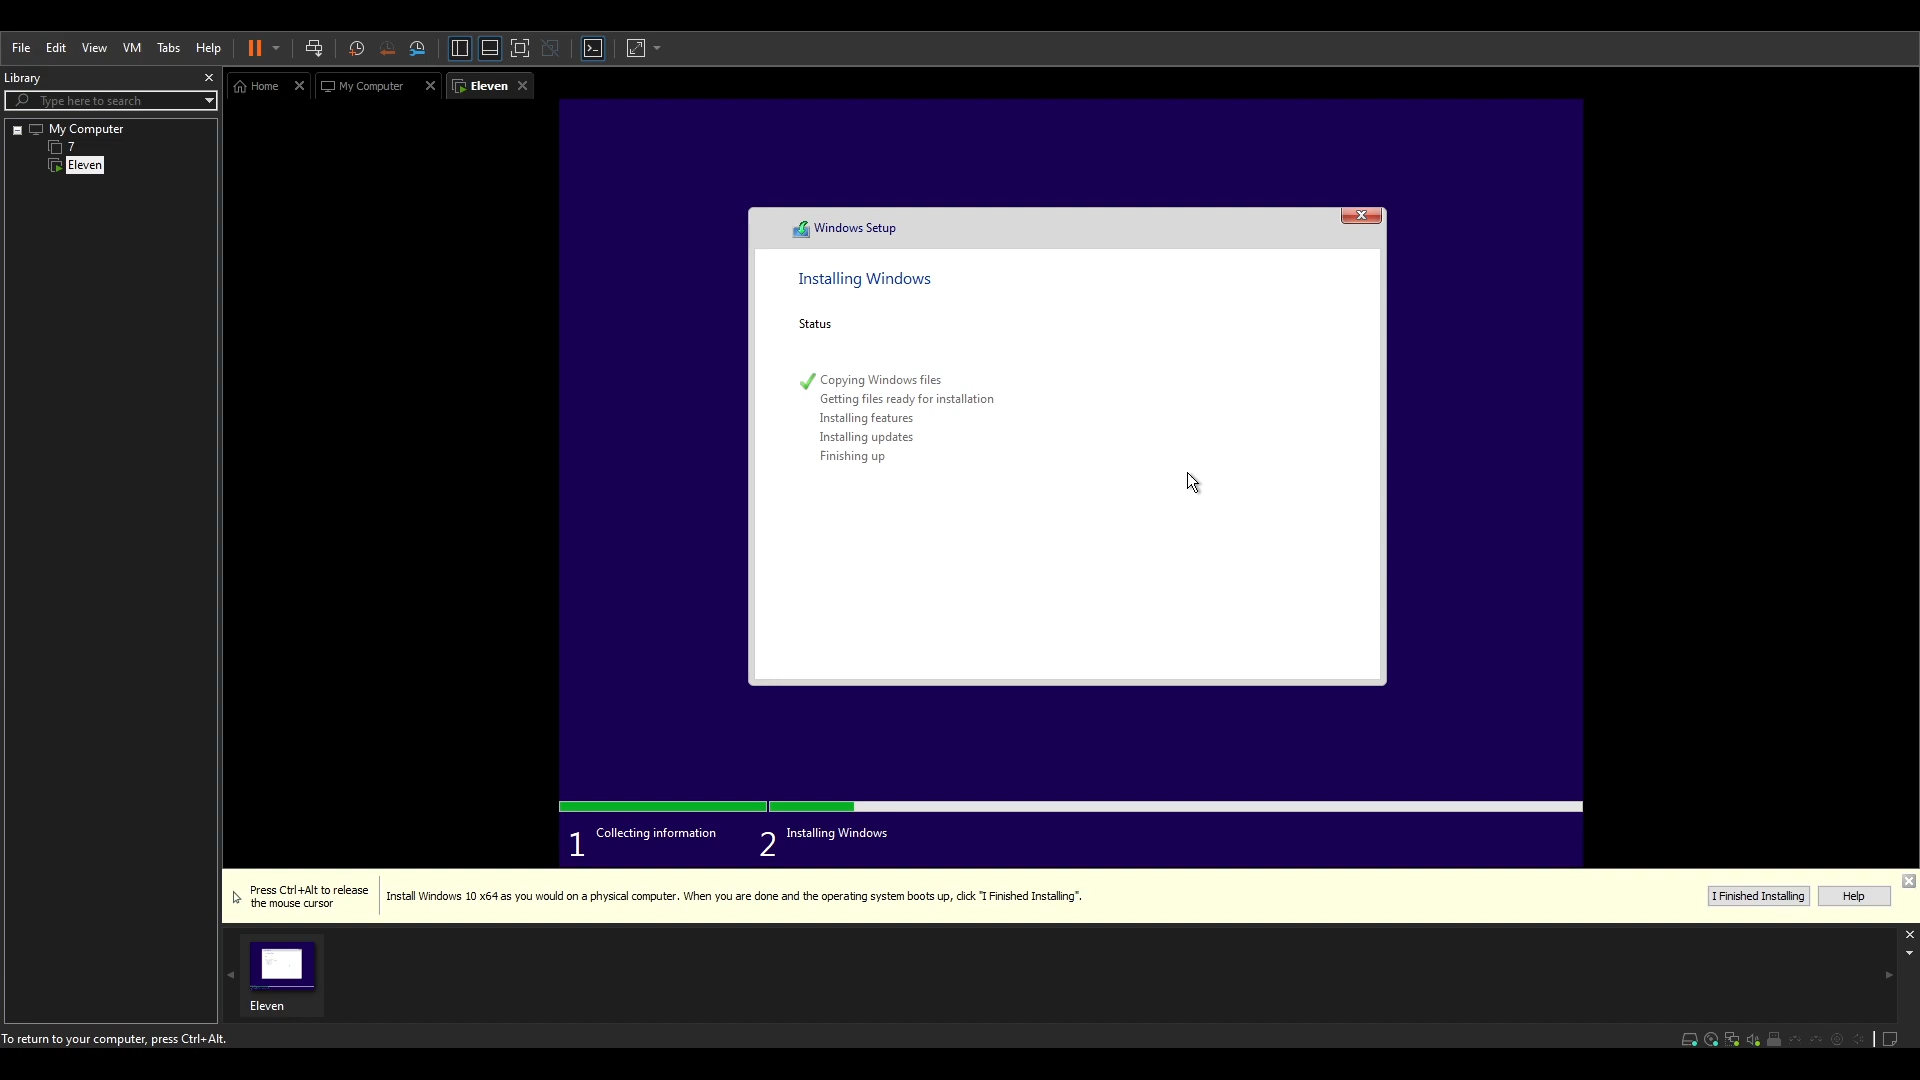 File Edit View VM Tabs Help
Library
Type here to search
My Computer
7
Eleven
Home
My Computer
Eleven
Windows Setup
Installing Windows
Status
Copying Windows files
Getting files ready for installation
Installing features
Installing updates
Finishing up
1 Collecting information
2 Installing Windows
Press Ctrl+Alt to release
the mouse cursor
Install Windows 10 x64 as you would on a physical computer. When you are done and the operating system boots up, click "I Finished Installing".
I Finished Installing
Help
Eleven
To return to your computer, press Ctrl+Alt.